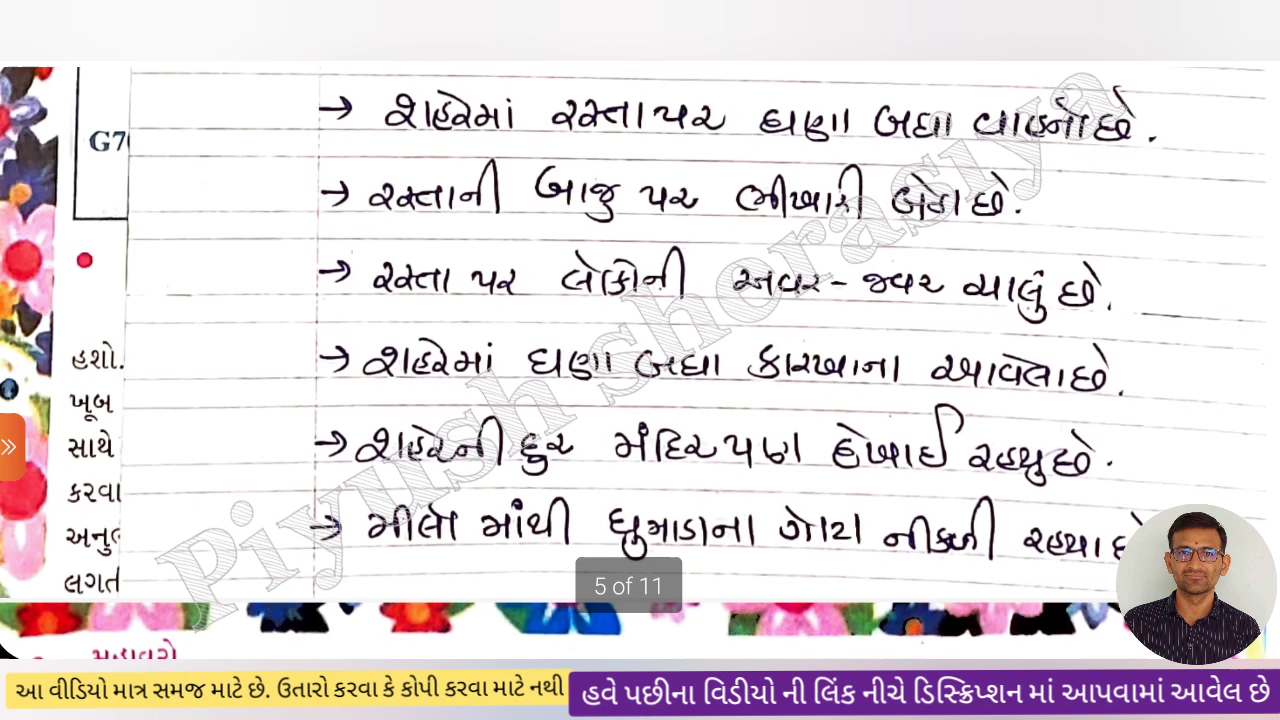 G7
→ શહેરમાં રસ્તા પર ઘણા બધા વાહનો છે.
→ રસ્તાની બાજુ પર ભીખારી બેઠા છે.
→ રસ્તા પર લોકોની અવર-જવર ચાલું છે.
→ શહેરમાં ઘણા બધા કારખાના આવેલા છે.
→ શહેરની દુર મંદિર પણ દેખાઈ રહ્યુ છે.
→ મીલો માંથી ધુમાડાના ગોટા નીકળી રહ્યા છે
હશો.
ખૂબ
સાથે
કરવા
અનુ
લગત
Piyush sherasiya
5 of 11
મહાવરો
આ વીડિયો માત્ર સમજ માટે છે. ઉતારો કરવા કે કોપી કરવા માટે નથી
હવે પછીના વિડીયો ની લિંક નીચે ડિસ્ક્રિપ્શન માં આપવામાં આવેલ છે